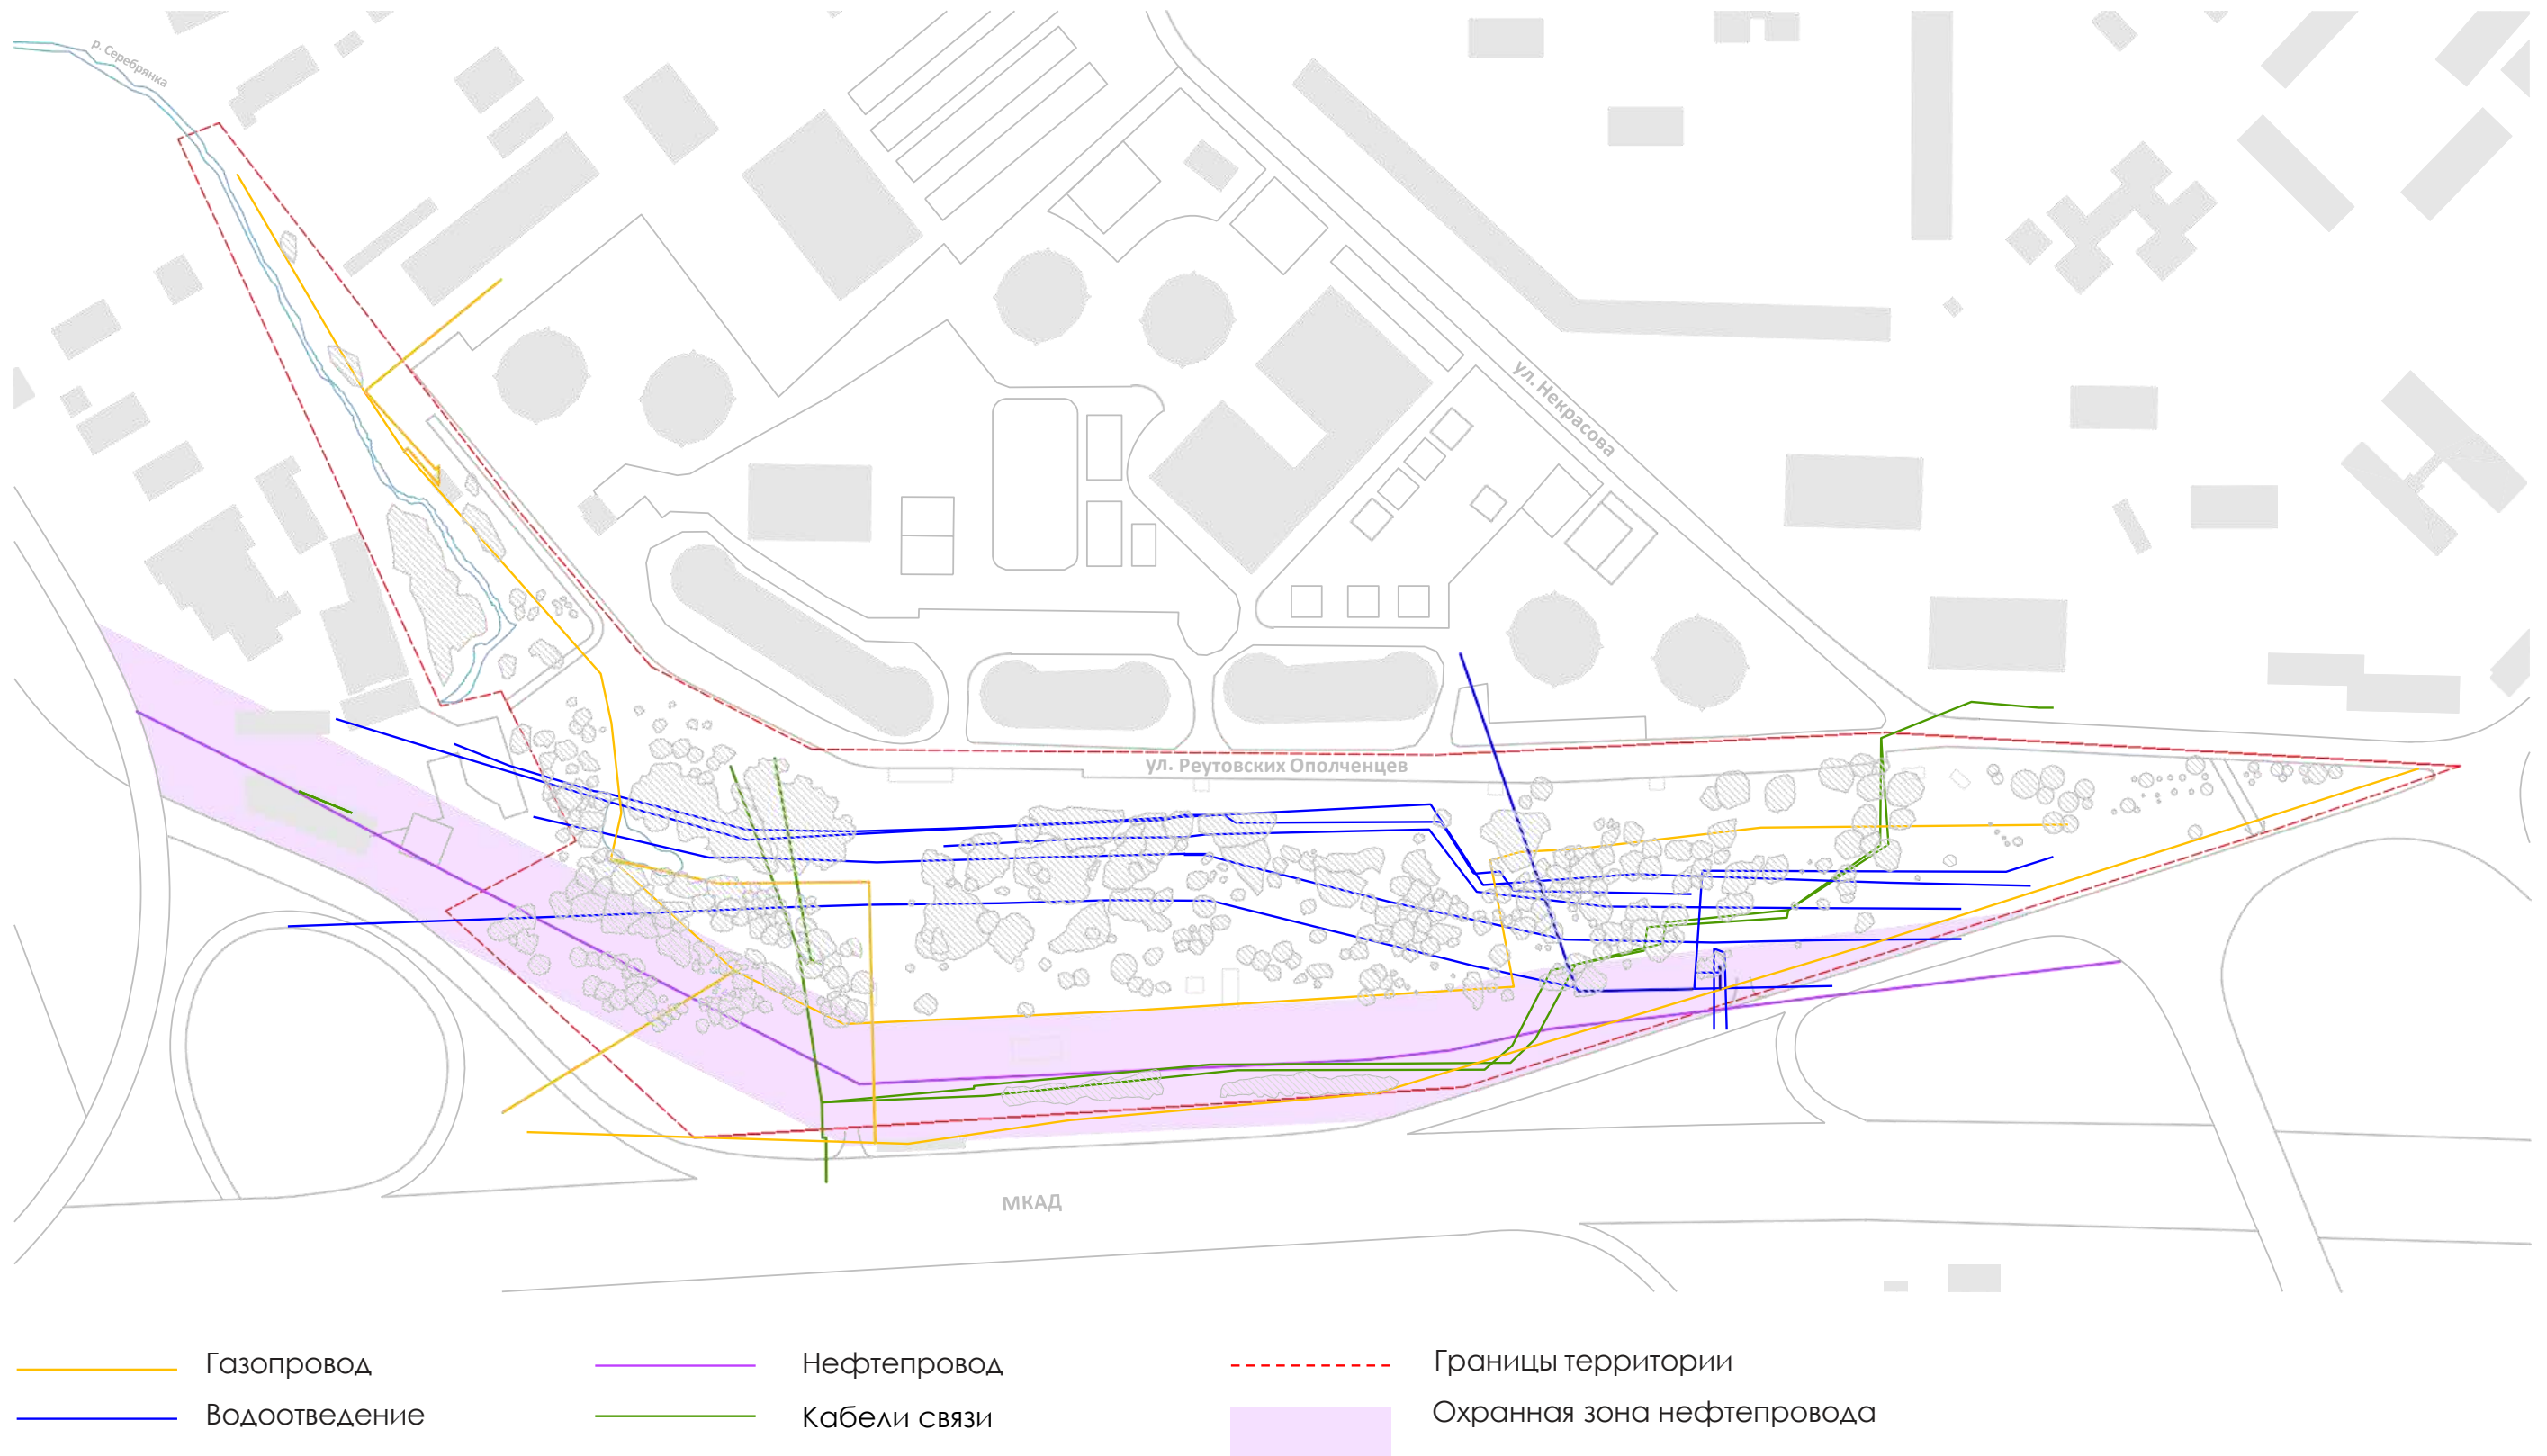 р. Серебрянка
ул. Некрасова
ул. Реутовских Ополченцев
МКАД
Газопровод
Водоотведение
Нефтепровод
Кабели связи
Границы территории
Охранная зона нефтепровода